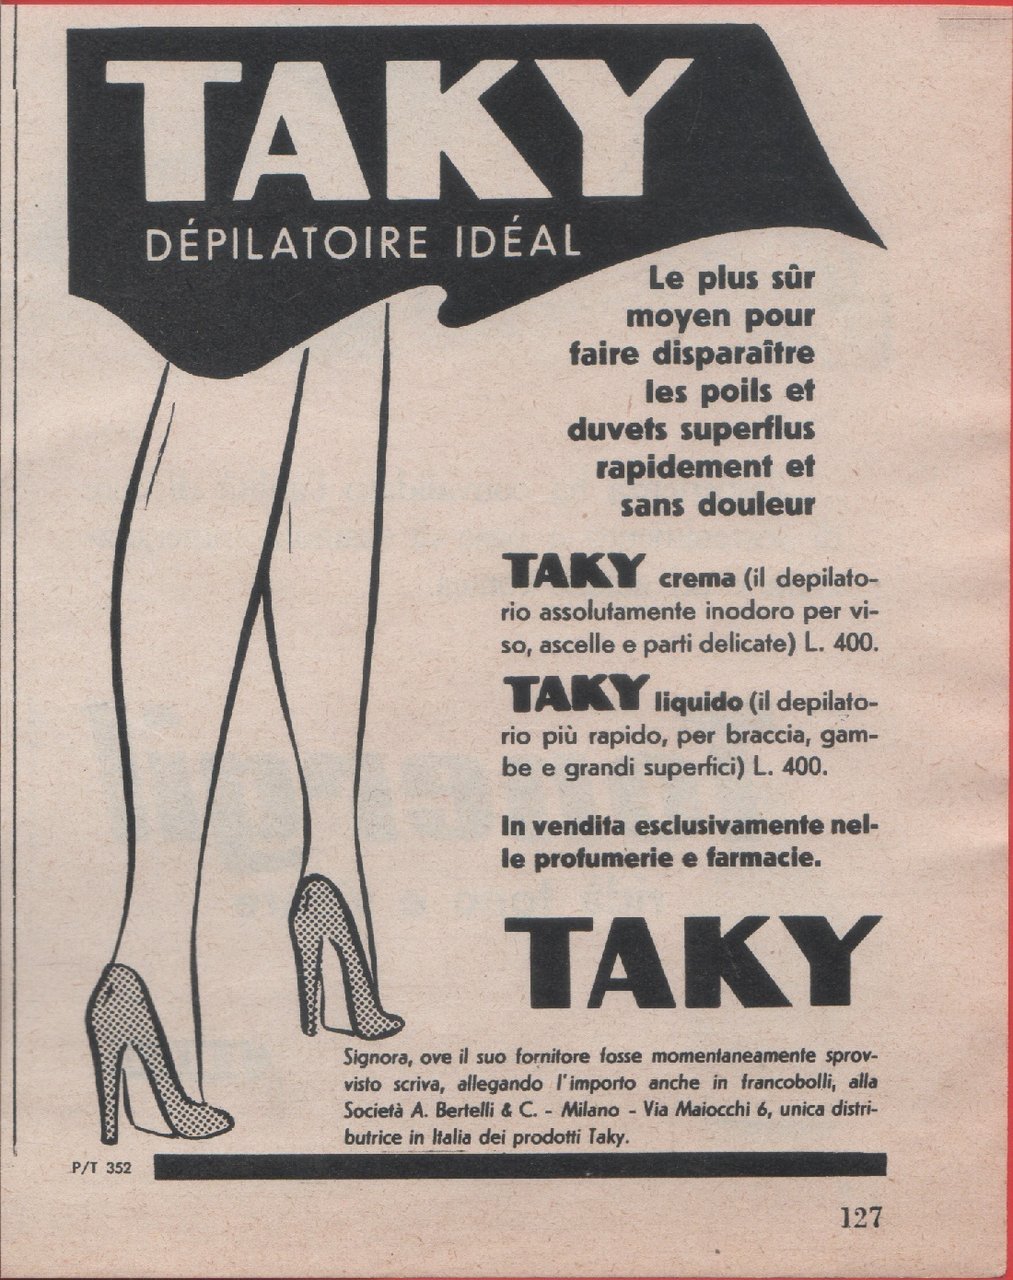 TAKY
DÉPILATOIRE IDÉAL
Le plus sûr
moyen pour
faire disparaître
les poils et
duvets superflus
rapidement et
sans douleur
TAKY crema (il depilato-
rio assolutamente inodoro per vi-
so, ascelle e parti delicate) L. 400.
TAKY liquido (il depilato-
rio più rapido, per braccia, gam-
be e grandi superfici) L. 400.
In vendita esclusivamente nel-
le profumerie e farmacie.
TAKY
Signora, ove il suo fornitore fosse momentaneamente sprov-
visto scriva, allegando l'importo anche in francobolli, alla
Società A. Bertelli & C. - Milano - Via Maiocchi 6, unica distri-
butrice in Italia dei prodotti Taky.
P/T 352
127